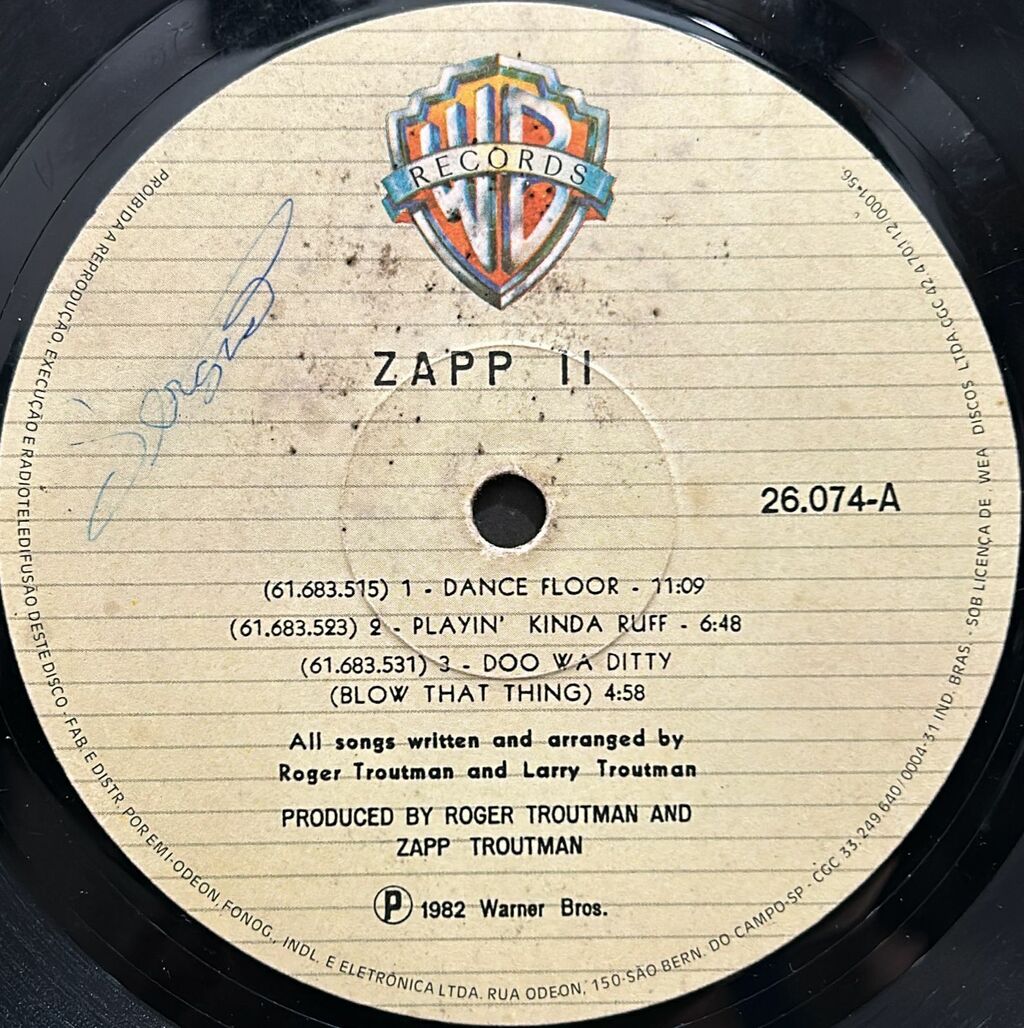 WB
RECORDS
ZAPP II
26.074-A
(61.683.515) 1 - DANCE FLOOR - 11:09
(61.683.523) 2 - PLAYIN' KINDA RUFF - 6:48
(61.683.531) 3 - DOO WA DITTY
(BLOW THAT THING) 4:58
All songs written and arranged by
Roger Troutman and Larry Troutman
PRODUCED BY ROGER TROUTMAN AND
ZAPP TROUTMAN
Ⓟ 1982 Warner Bros.
PROIBIDA A REPRODUÇÃO, EXECUÇÃO E RADIOTELEDIFUSÃO DESTE DISCO - FAB. E DISTR. POR EMI-ODEON, FONOG., INDL. E ELETRÔNICA LTDA. RUA ODEON, 150-SÃO BERN. DO CAMPO-SP - CGC 33.249.640/0004-31 IND. BRAS. - SOB LICENÇA DE WEA DISCOS LTDA.CGC 42.470.112/0001-56